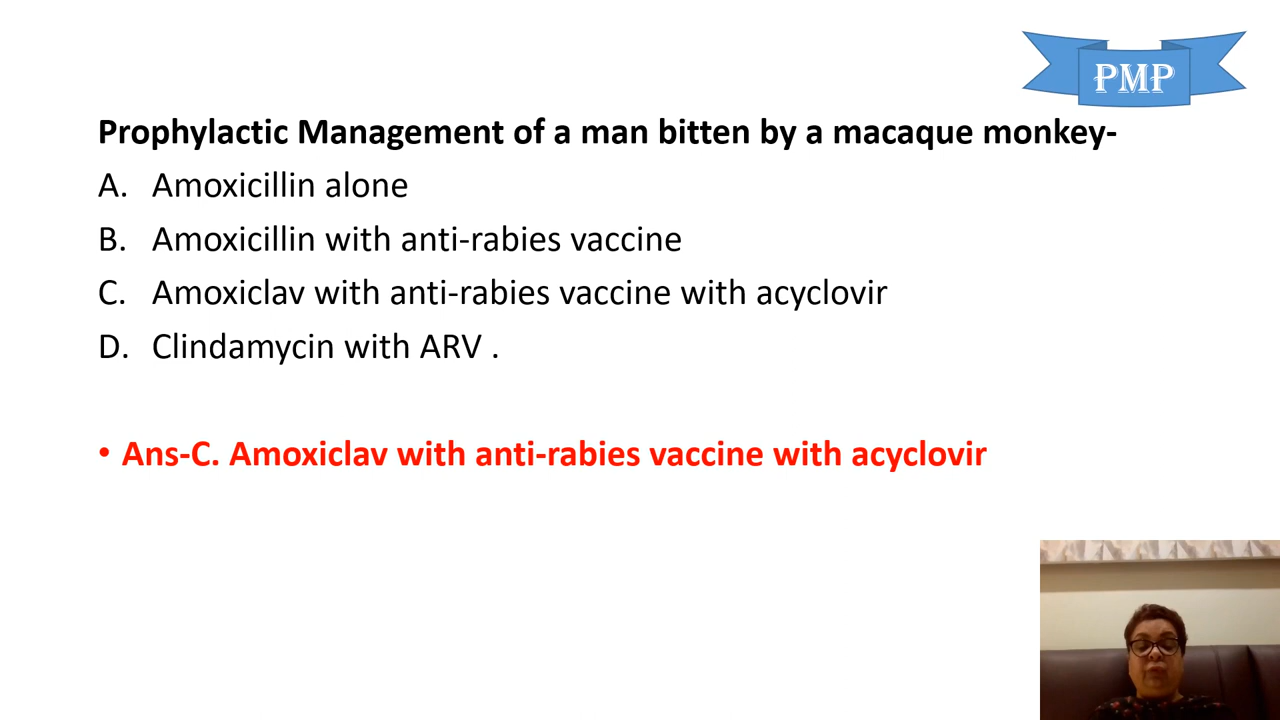 PMP
Prophylactic Management of a man bitten by a macaque monkey-
A. Amoxicillin alone
B. Amoxicillin with anti-rabies vaccine
C. Amoxiclav with anti-rabies vaccine with acyclovir
D. Clindamycin with ARV .
• Ans-C. Amoxiclav with anti-rabies vaccine with acyclovir